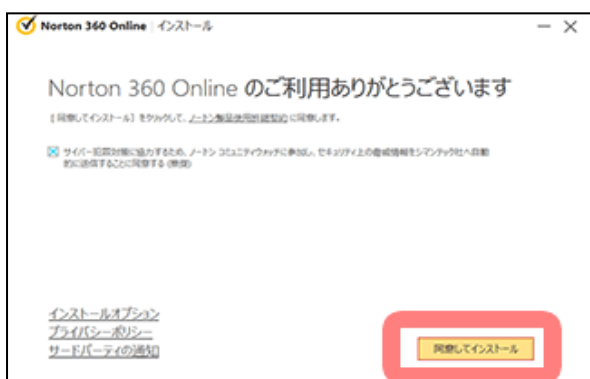 Norton 360 Online インストール
Norton 360 Online のご利用ありがとうございます
[同意してインストール] をクリックして、ノートン製品使用許諾契約 に同意します。
サイバー犯罪対策に協力するため、ノートン コミュニティウォッチに参加し、セキュリティ上の脅威情報をシマンテック社へ自動
的に送信することに同意する (推奨)
インストールオプション
プライバシーポリシー
サードパーティの通知
同意してインストール